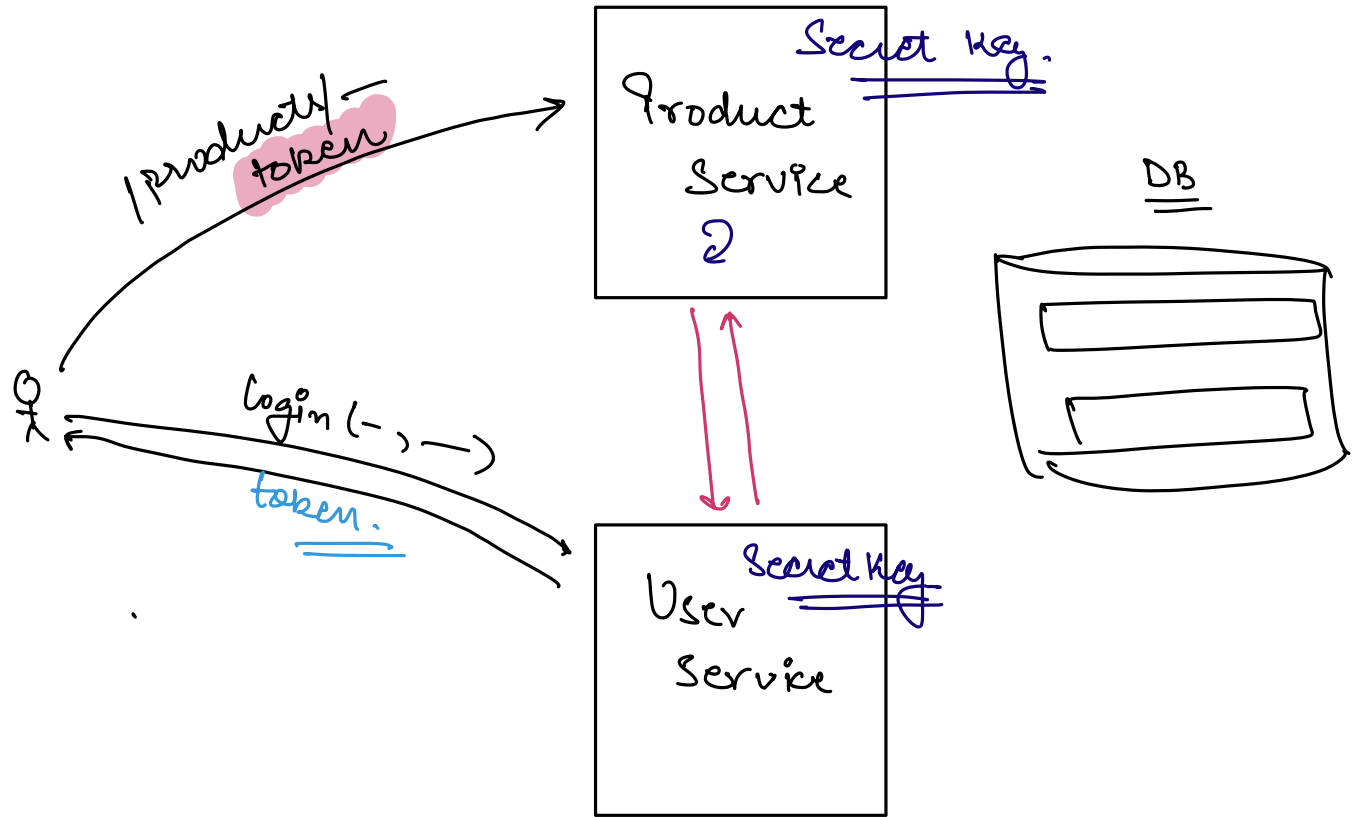 Secret Key.
/products/-
token
Product
Service
2
DB
Login (-, -)
token.
Secret Key
User
Service